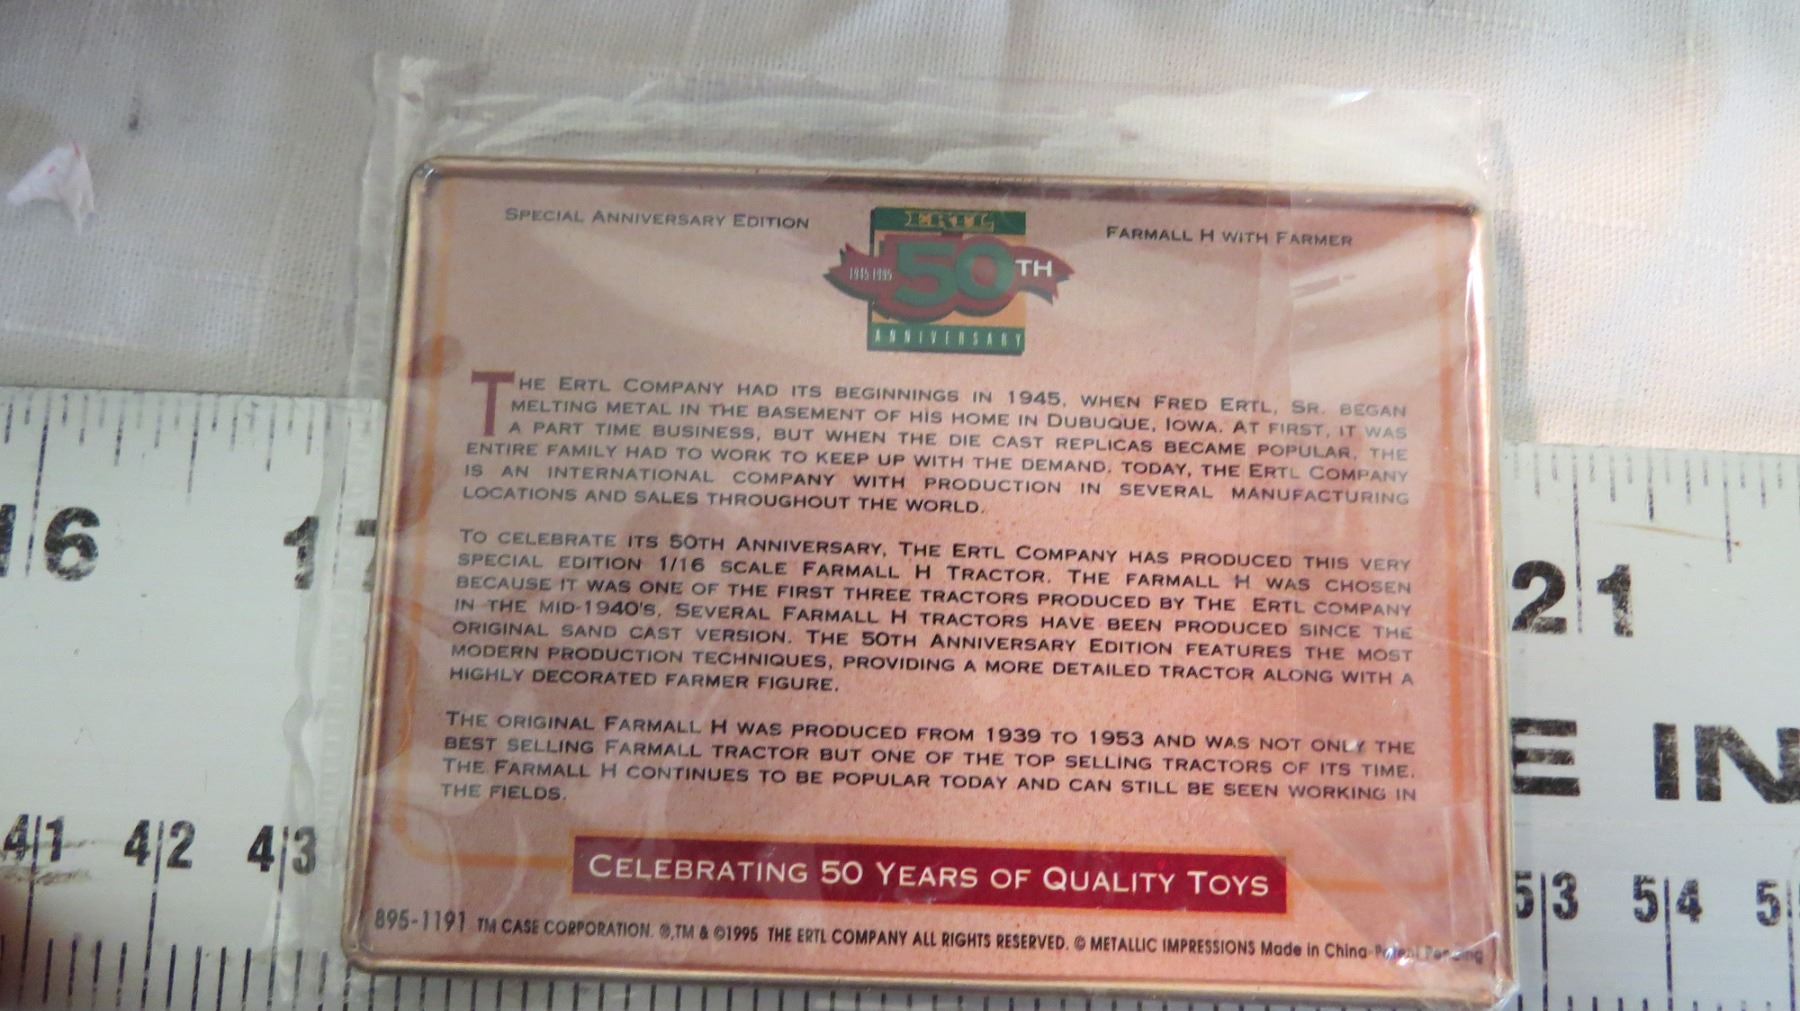 SPECIAL ANNIVERSARY EDITION
ERTL
1945-1995 50TH
ANNIVERSARY
FARMALL H WITH FARMER
THE ERTL COMPANY HAD ITS BEGINNINGS IN 1945, WHEN FRED ERTL, SR. BEGAN
MELTING METAL IN THE BASEMENT OF HIS HOME IN DUBUQUE, IOWA. AT FIRST, IT WAS
A PART TIME BUSINESS, BUT WHEN THE DIE CAST REPLICAS BECAME POPULAR, THE
ENTIRE FAMILY HAD TO WORK TO KEEP UP WITH THE DEMAND. TODAY, THE ERTL COMPANY
IS AN INTERNATIONAL COMPANY WITH PRODUCTION IN SEVERAL MANUFACTURING
LOCATIONS AND SALES THROUGHOUT THE WORLD.
TO CELEBRATE ITS 50TH ANNIVERSARY, THE ERTL COMPANY HAS PRODUCED THIS VERY
SPECIAL EDITION 1/16 SCALE FARMALL H TRACTOR. THE FARMALL H WAS CHOSEN
BECAUSE IT WAS ONE OF THE FIRST THREE TRACTORS PRODUCED BY THE ERTL COMPANY
IN THE MID-1940'S. SEVERAL FARMALL H TRACTORS HAVE BEEN PRODUCED SINCE THE
ORIGINAL SAND CAST VERSION. THE 50TH ANNIVERSARY EDITION FEATURES THE MOST
MODERN PRODUCTION TECHNIQUES, PROVIDING A MORE DETAILED TRACTOR ALONG WITH A
HIGHLY DECORATED FARMER FIGURE.
THE ORIGINAL FARMALL H WAS PRODUCED FROM 1939 TO 1953 AND WAS NOT ONLY THE
BEST SELLING FARMALL TRACTOR BUT ONE OF THE TOP SELLING TRACTORS OF ITS TIME.
THE FARMALL H CONTINUES TO BE POPULAR TODAY AND CAN STILL BE SEEN WORKING IN
THE FIELDS.
CELEBRATING 50 YEARS OF QUALITY TOYS
895-1191 TM CASE CORPORATION. ®,TM & ©1995 THE ERTL COMPANY ALL RIGHTS RESERVED. © METALLIC IMPRESSIONS Made in China-Patent Pending
16 1 21
E IN
41 42 43 53 54 5